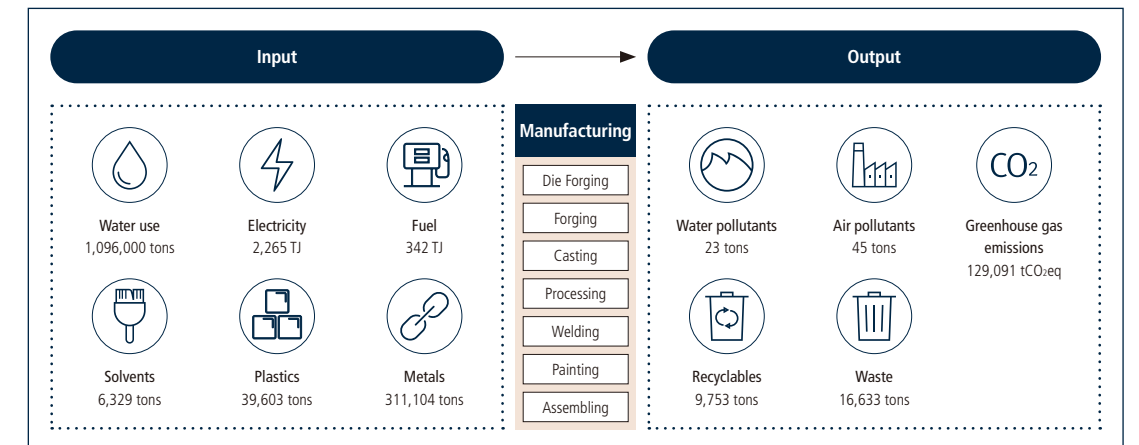 Input
Output
Manufacturing
Water use
1,096,000 tons
Electricity
2,265 TJ
Fuel
342 TJ
Solvents
6,329 tons
Plastics
39,603 tons
Metals
311,104 tons
Die Forging
Forging
Casting
Processing
Welding
Painting
Assembling
Water pollutants
23 tons
Air pollutants
45 tons
CO₂
Greenhouse gas
emissions
129,091 tCO₂eq
Recyclables
9,753 tons
Waste
16,633 tons